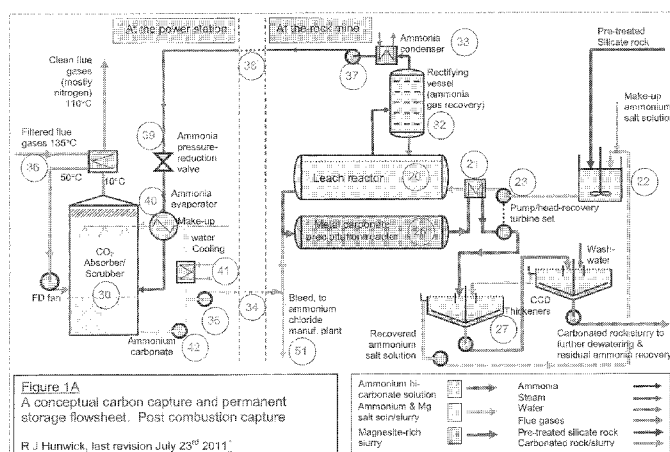 At the power station
At the rock mine
Ammonia
condenser
33
Pre-treated
Silicate rock
Clean flue
gases
(mostly
nitrogen)
110°C
38
37
Rectifying
vessel
(ammonia
gas recovery)
32
Make-up
ammonium
salt solution
Filtered flue
gases 135°C
36
50°C
10°C
39
Ammonia
pressure-
reduction
valve
Leach reactor
20
21
23
22
40
Ammonia
evaporator
Make-up
water
Cooling
precipitation reactor
Pump/head-recovery
turbine set
Wash-
water
CO₂
Absorber/
Scrubber
30
41
FD fan
35
34
Bleed, to
ammonium
chloride
manuf. plant
51
CCD
Thickeners
27
Ammonium
carbonate
42
Recovered
ammonium
salt solution
Carbonated rock/slurry to
further dewatering &
residual ammonia recovery
Figure 1A
A conceptual carbon capture and permanent
storage flowsheet. Post combustion capture
R J Hunwick, last revision July 23rd 2011
Ammonium bi-
carbonate solution
Ammonium & Mg
salt soln/slurry
Magnesite-rich
slurry
Ammonia
Steam
Water
Flue gases
Pre-treated silicate rock
Carbonated rock/slurry